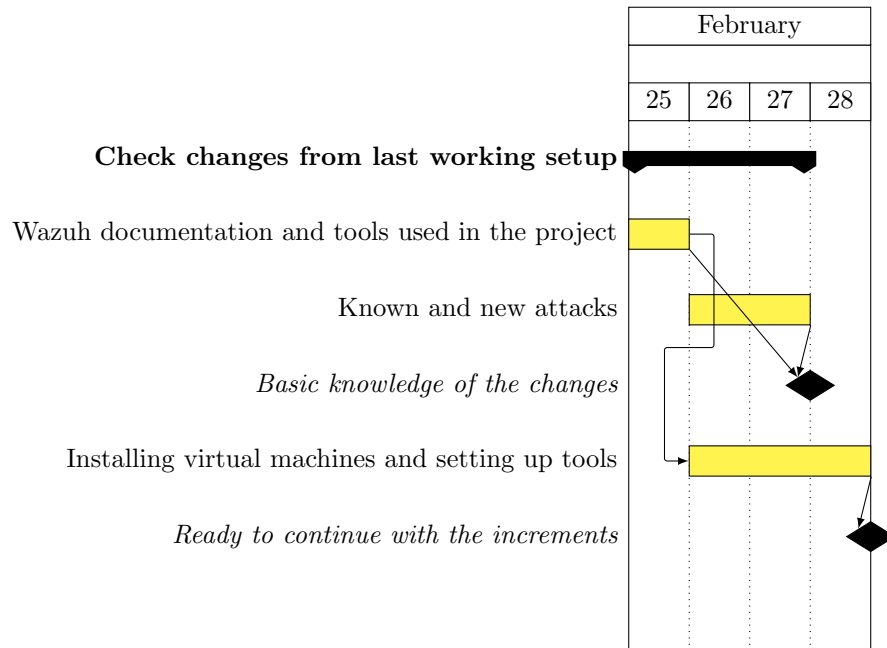 February
25 26 27 28
Check changes from last working setup
Wazuh documentation and tools used in the project
Known and new attacks
Basic knowledge of the changes
Installing virtual machines and setting up tools
Ready to continue with the increments